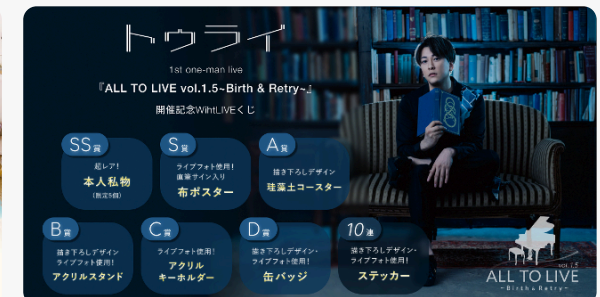 トゥライ
1st one-man live
『ALL TO LIVE vol.1.5~Birth & Retry~』
開催記念WithLIVEくじ
SS賞
超レア！
本人私物
(限定5個)
S賞
ライブフォト使用！
直筆サイン入り
布ポスター
A賞
描き下ろしデザイン
珪藻土コースター
B賞
描き下ろしデザイン
ライブフォト使用！
アクリルスタンド
C賞
ライブフォト使用！
アクリル
キーホルダー
D賞
描き下ろしデザイン・
ライブフォト使用！
缶バッジ
10連
描き下ろしデザイン・
ライブフォト使用！
ステッカー
vol.1.5
ALL TO LIVE
~Birth & Retry~